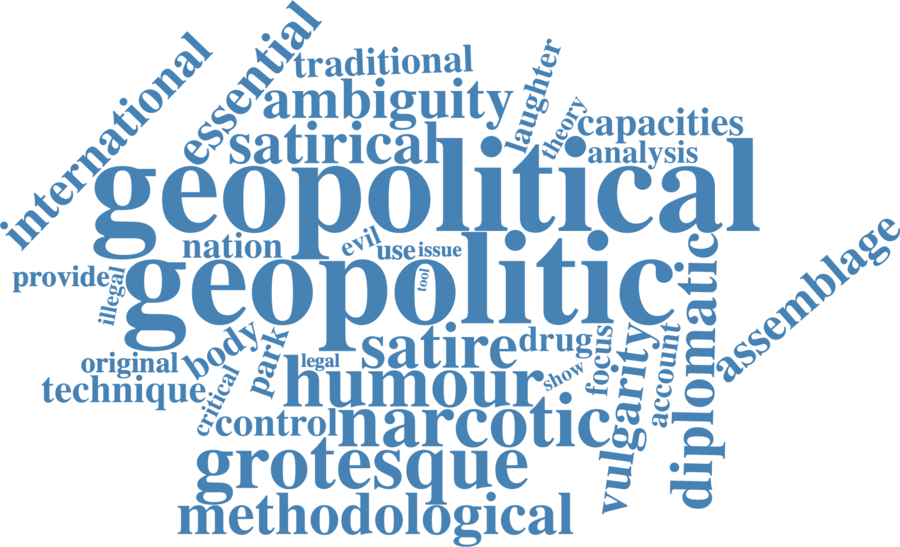 international
essential
traditional
ambiguity
laughter
theory
capacities
satirical
analysis
geopolitical
nation
evil
use
issue
provide
illegal
geopolitic
tool
diplomatic
assemblage
original
body
park
legal
satire
drug
show
focus
vulgarity
account
technique
critical
humour
control
narcotic
grotesque
methodological